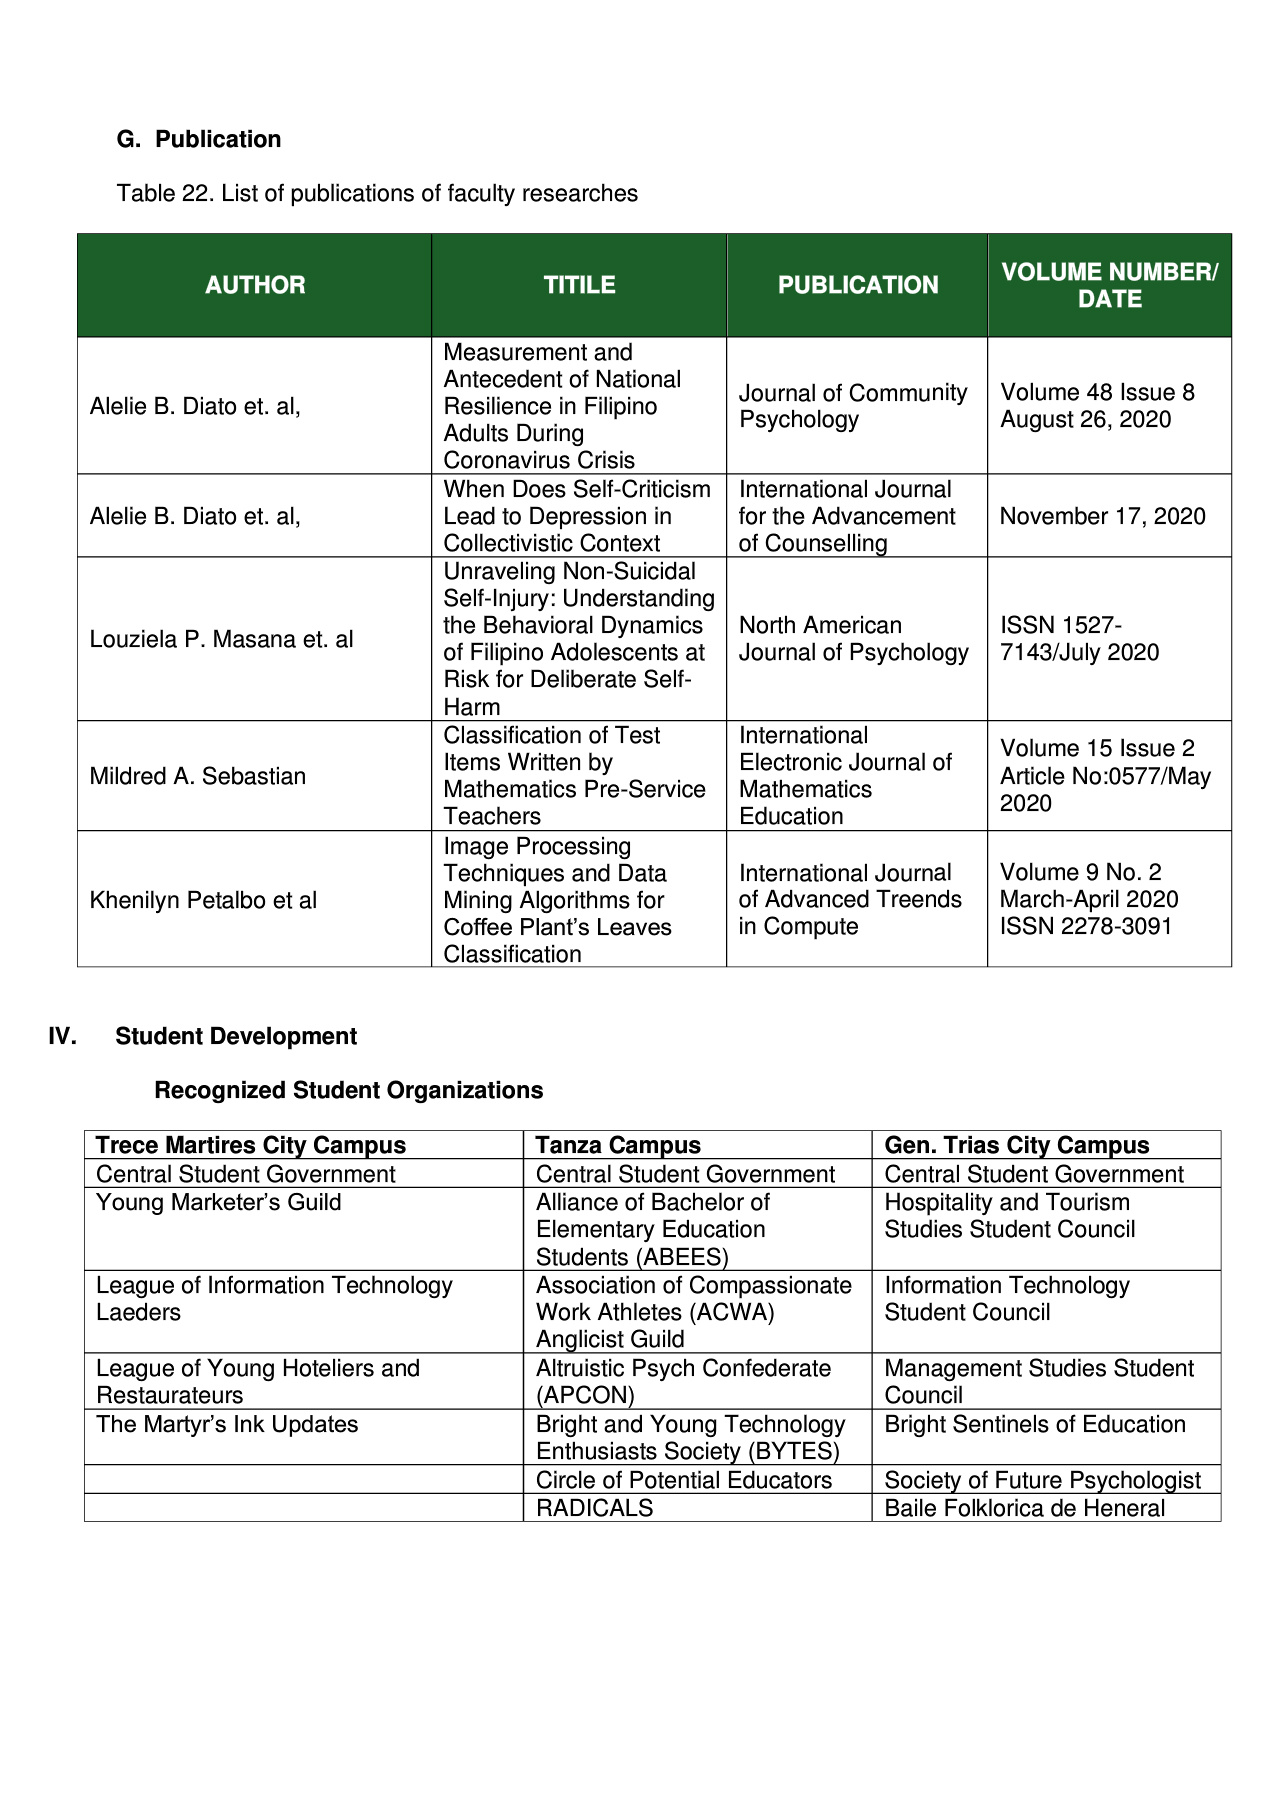 G. Publication
Table 22. List of publications of faculty researches
AUTHOR
TITILE
PUBLICATION
VOLUME NUMBER/
DATE
Alelie B. Diato et. al,
Measurement and
Antecedent of National
Resilience in Filipino
Adults During
Coronavirus Crisis
Journal of Community
Psychology
Volume 48 Issue 8
August 26, 2020
Alelie B. Diato et. al,
When Does Self-Criticism
Lead to Depression in
Collectivistic Context
International Journal
for the Advancement
of Counselling
November 17, 2020
Louziela P. Masana et. al
Unraveling Non-Suicidal
Self-Injury: Understanding
the Behavioral Dynamics
of Filipino Adolescents at
Risk for Deliberate Self-
Harm
North American
Journal of Psychology
ISSN 1527-
7143/July 2020
Mildred A. Sebastian
Classification of Test
Items Written by
Mathematics Pre-Service
Teachers
International
Electronic Journal of
Mathematics
Education
Volume 15 Issue 2
Article No:0577/May
2020
Khenilyn Petalbo et al
Image Processing
Techniques and Data
Mining Algorithms for
Coffee Plant’s Leaves
Classification
International Journal
of Advanced Treends
in Compute
Volume 9 No. 2
March-April 2020
ISSN 2278-3091
IV. Student Development
Recognized Student Organizations
Trece Martires City Campus
Tanza Campus
Gen. Trias City Campus
Central Student Government
Central Student Government
Central Student Government
Young Marketer’s Guild
Alliance of Bachelor of
Elementary Education
Students (ABEES)
Hospitality and Tourism
Studies Student Council
League of Information Technology
Laeders
Association of Compassionate
Work Athletes (ACWA)
Anglicist Guild
Information Technology
Student Council
League of Young Hoteliers and
Restaurateurs
Altruistic Psych Confederate
(APCON)
Management Studies Student
Council
The Martyr’s Ink Updates
Bright and Young Technology
Enthusiasts Society (BYTES)
Bright Sentinels of Education
Circle of Potential Educators
Society of Future Psychologist
RADICALS
Baile Folklorica de Heneral